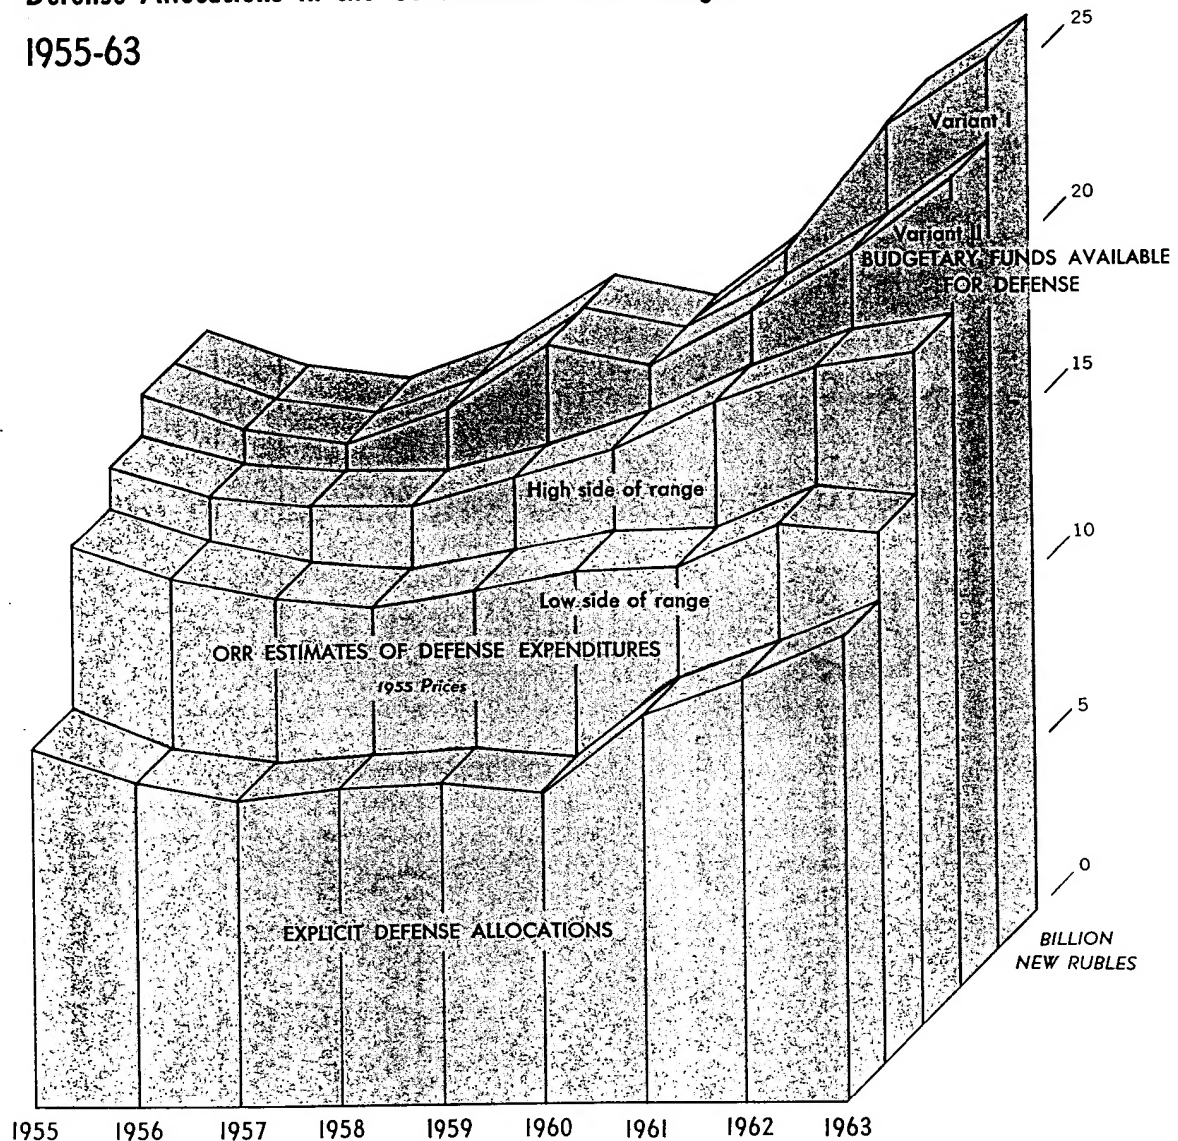 1955-63
25
Variant I
20
Variant II
BUDGETARY FUNDS AVAILABLE
FOR DEFENSE
15
High side of range
10
Low side of range
ORR ESTIMATES OF DEFENSE EXPENDITURES
1955 Prices
5
0
EXPLICIT DEFENSE ALLOCATIONS
BILLION
NEW RUBLES
1955 1956 1957 1958 1959 1960 1961 1962 1963